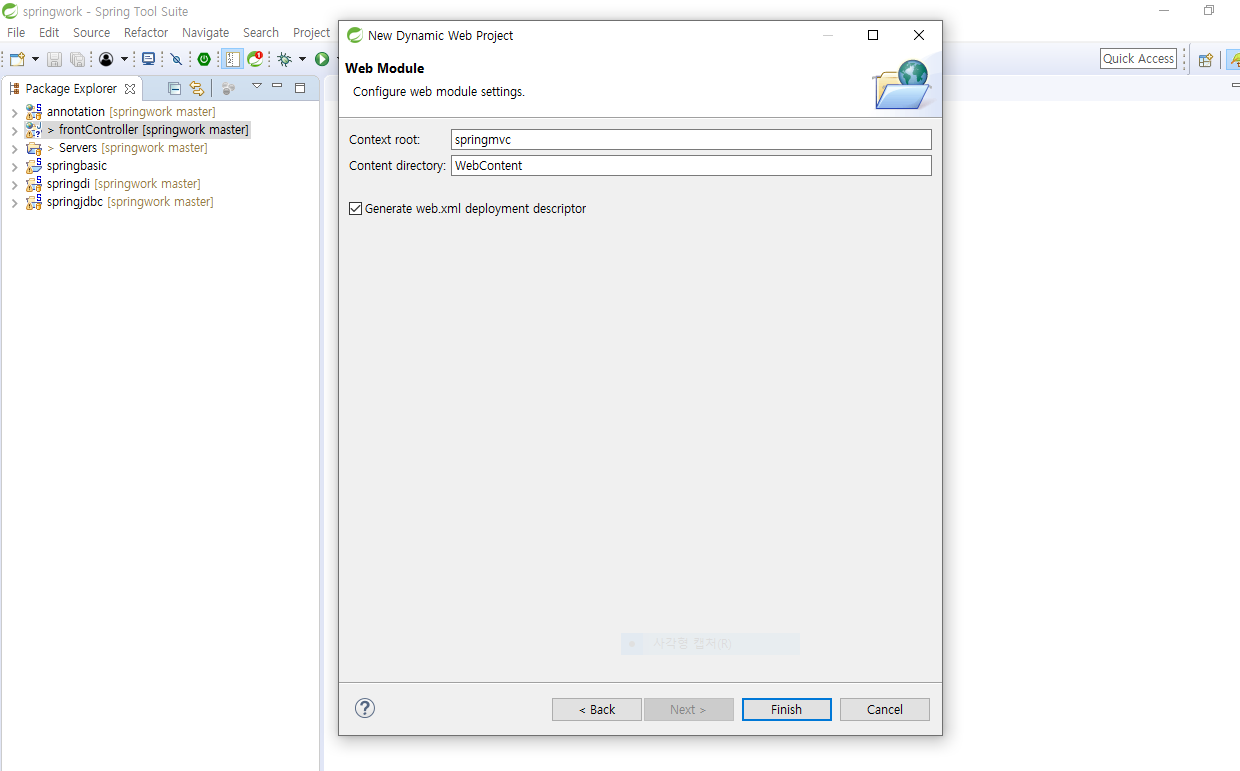 springwork - Spring Tool Suite
File Edit Source Refactor Navigate Search Project
Quick Access
Package Explorer
annotation [springwork master]
> frontController [springwork master]
> Servers [springwork master]
springbasic
springdi [springwork master]
springjdbc [springwork master]
New Dynamic Web Project
Web Module
Configure web module settings.
Context root: springmvc
Content directory: WebContent
Generate web.xml deployment descriptor
사각형 캡처(R)
< Back Next > Finish Cancel